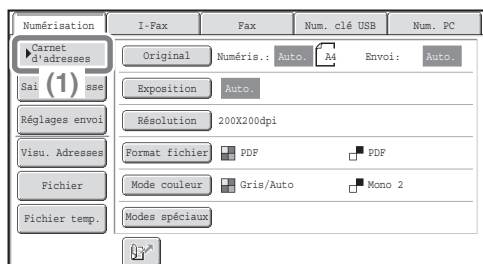 Numérisation I-Fax Fax Num. clé USB Num. PC
Carnet
d'adresses
Original Numéris.: Auto. A4 Envoi: Auto.
(1)
Exposition Auto.
Réglages envoi Résolution 200X200dpi
Visu. Adresses Format fichier PDF PDF
Fichier Mode couleur Gris/Auto Mono 2
Fichier temp. Modes spéciaux